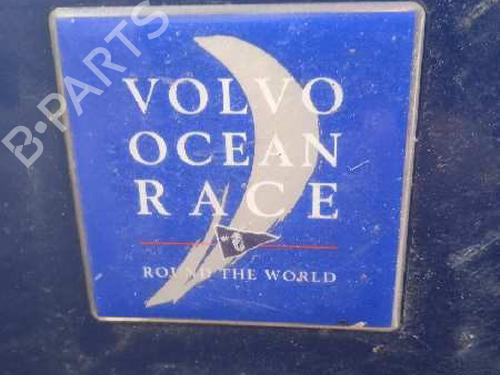 B-PARTS
VOLVO
OCEAN
RACE
ROUND THE WORLD